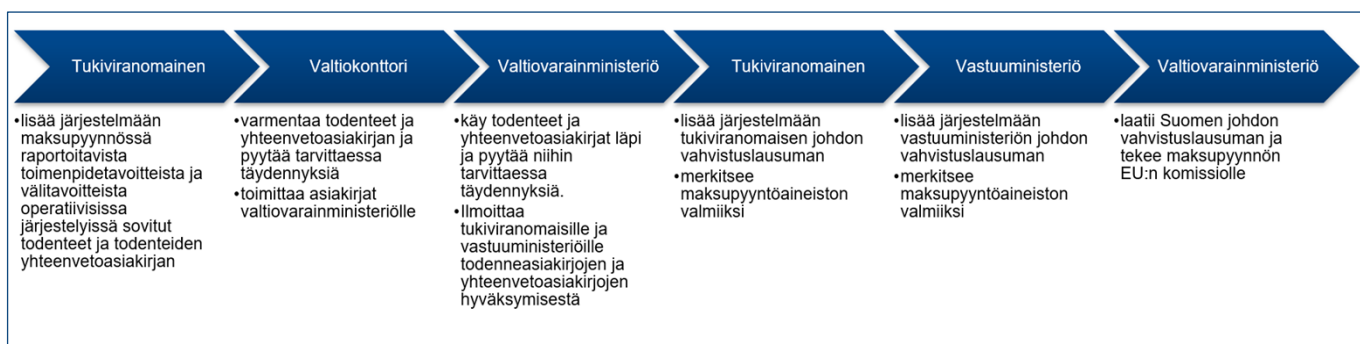 Tukiviranomainen
•lisää järjestelmään
maksupyynnössä
raportoitavista
toimenpidetavoitteista ja
välitavoitteista
operatiivisissa
järjestelyissä sovitut
todenteet ja todenteiden
yhteenvetoasiakirjan
Valtiokonttori
•varmentaa todenteet ja
yhteenvetoasiakirjan ja
pyytää tarvittaessa
täydennyksiä
•toimittaa asiakirjat
valtiovarainministeriölle
Valtiovarainministeriö
•käy todenteet ja
yhteenvetoasiakirjat läpi
ja pyytää niihin
tarvittaessa
täydennyksiä.
•Ilmoittaa
tukiviranomaisille ja
vastuuministeriöille
todenneasiakirjojen ja
yhteenvetoasiakirjojen
hyväksymisestä
Tukiviranomainen
•lisää järjestelmään
tukiviranomaisen johdon
vahvistuslausuman
•merkitsee
maksupyyntöaineiston
valmiiksi
Vastuuministeriö
•lisää järjestelmään
vastuuministeriön johdon
vahvistuslausuman
•merkitsee
maksupyyntöaineiston
valmiiksi
Valtiovarainministeriö
•laatii Suomen johdon
vahvistuslausuman ja
tekee maksupyynnön
EU:n komissiolle